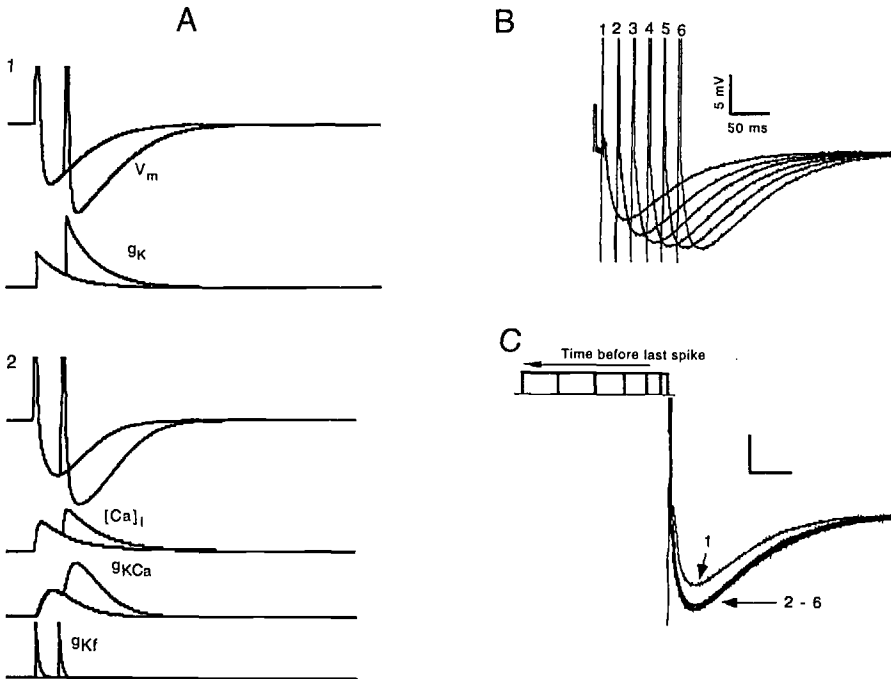 A
1
Vm
gK
2
[Ca]i
gKCa
gKf
B
1 2 3 4 5 6
5 mV
50 ms
C
Time before last spike
1
2 - 6